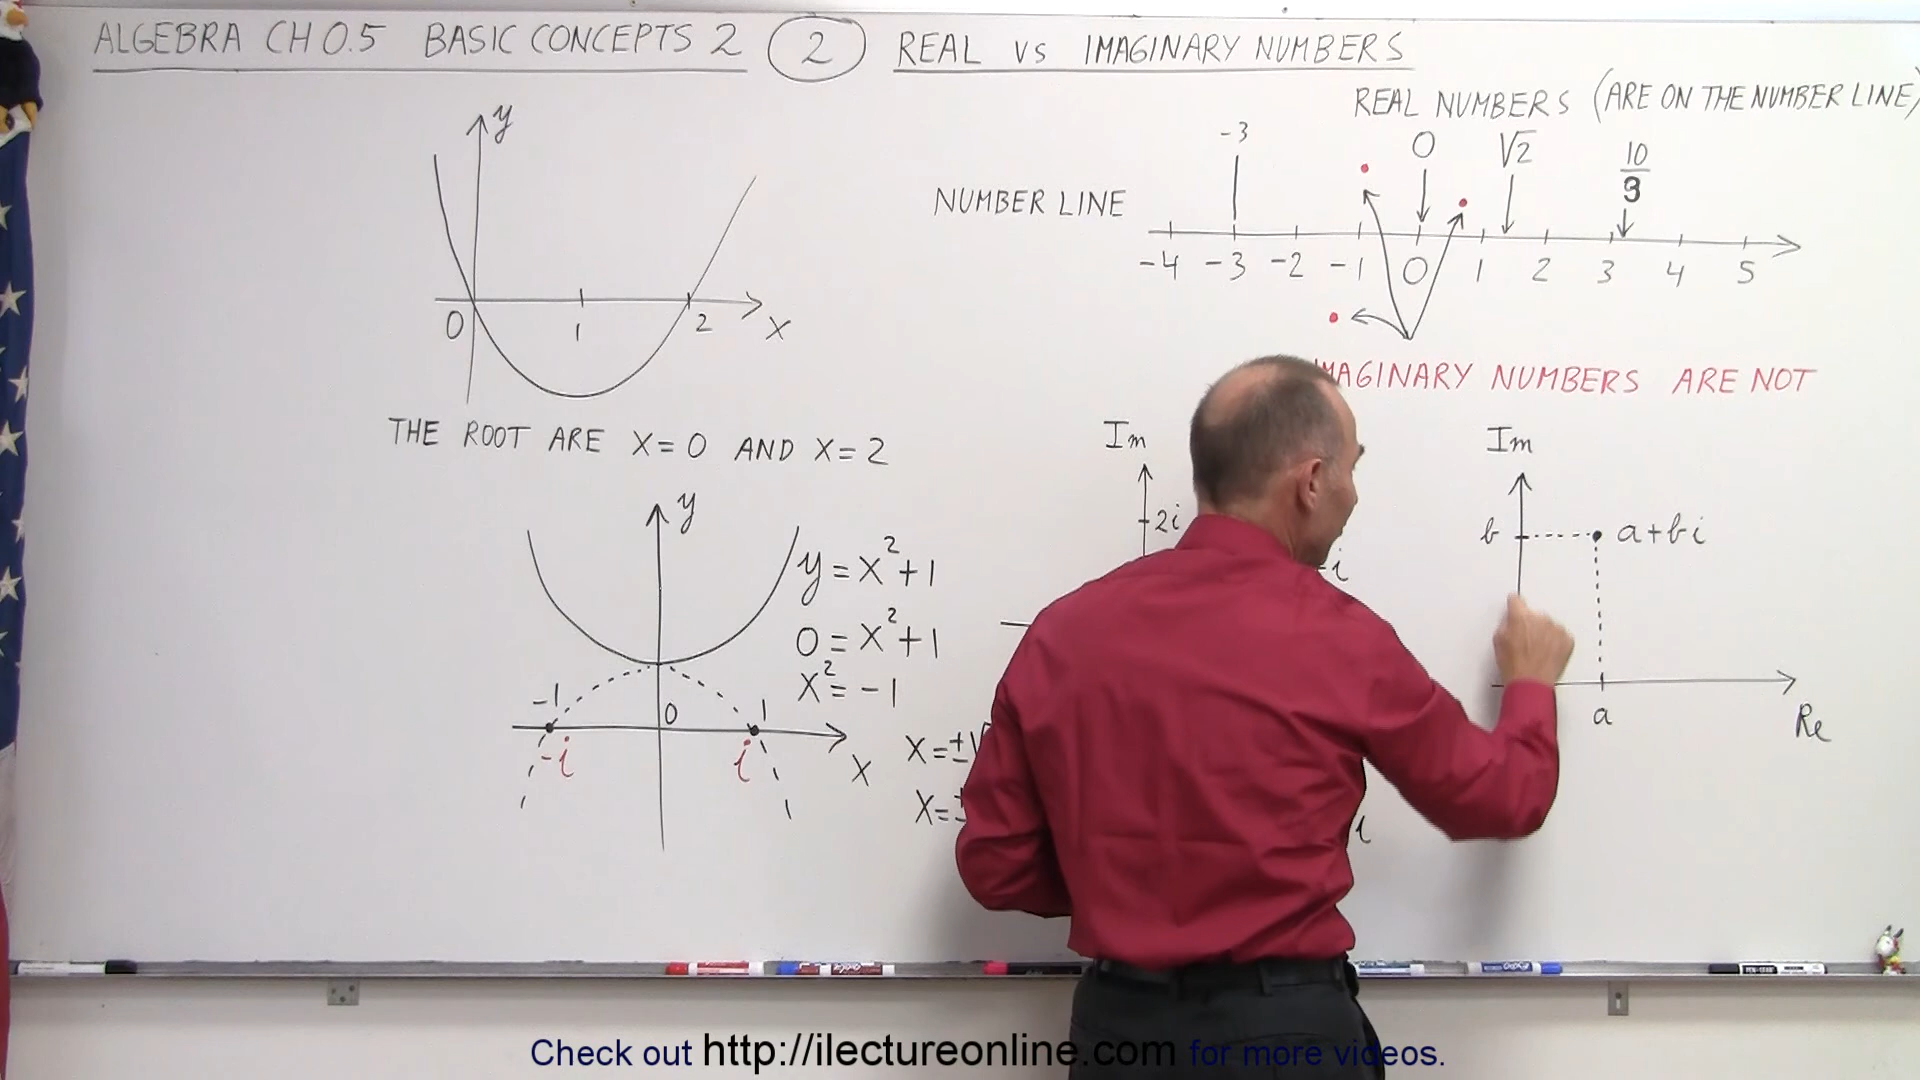 ALGEBRA CH 0.5 BASIC CONCEPTS 2 2 REAL VS IMAGINARY NUMBERS
REAL NUMBERS (ARE ON THE NUMBER LINE)
y
-3
0
√2
10/9
NUMBER LINE
-4 -3 -2 -1 0 1 2 3 4 5
0 1 2 x
IMAGINARY NUMBERS ARE NOT
THE ROOT ARE X=0 AND X=2
y
y = x²+1
0 = x²+1
x² = -1
x=±√
x=±
-1 0 1
-i i x
Im
2i
-i
i
Im
b a+bi
a
Re
Check out http://ilectureonline.com for more videos.